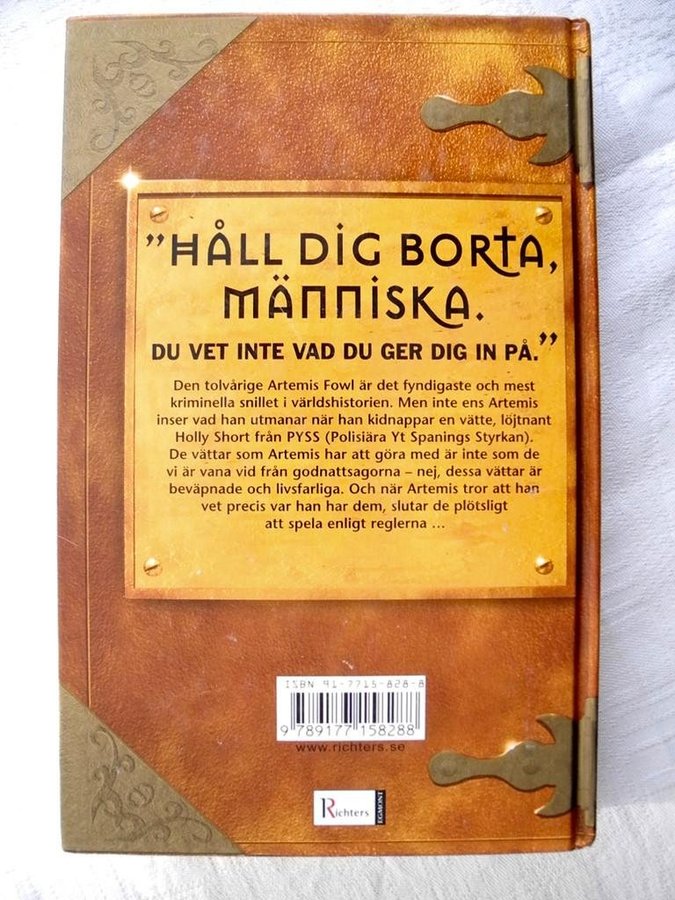 ”HÅLL DIG BORTA,
MÄNNISKA.
DU VET INTE VAD DU GER DIG IN PÅ.”
Den tolvårige Artemis Fowl är det fyndigaste och mest
kriminella snillet i världshistorien. Men inte ens Artemis
inser vad han utmanar när han kidnappar en vätte, löjtnant
Holly Short från PYSS (Polisiära Yt Spanings Styrkan).
De vättar som Artemis har att göra med är inte som de
vi är vana vid från godnattsagorna – nej, dessa vättar är
beväpnade och livsfarliga. Och när Artemis tror att han
vet precis var han har dem, slutar de plötsligt
att spela enligt reglerna ...
ISBN 91-7715-828-8
9 789177 158288
www.richters.se
Richters
EGMONT